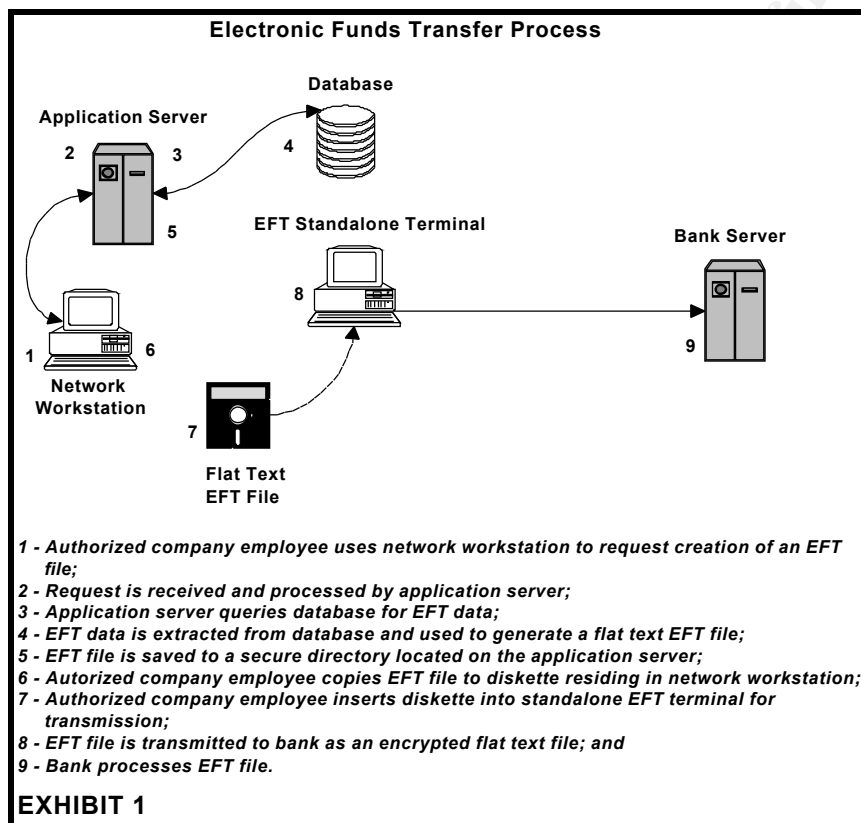 Electronic Funds Transfer Process
Database
Application Server
2
3
4
5
EFT Standalone Terminal
Bank Server
8
1
6
9
Network
Workstation
7
Flat Text
EFT File
1 - Authorized company employee uses network workstation to request creation of an EFT
file;
2 - Request is received and processed by application server;
3 - Application server queries database for EFT data;
4 - EFT data is extracted from database and used to generate a flat text EFT file;
5 - EFT file is saved to a secure directory located on the application server;
6 - Autorized company employee copies EFT file to diskette residing in network workstation;
7 - Authorized company employee inserts diskette into standalone EFT terminal for
transmission;
8 - EFT file is transmitted to bank as an encrypted flat text file; and
9 - Bank processes EFT file.
EXHIBIT 1